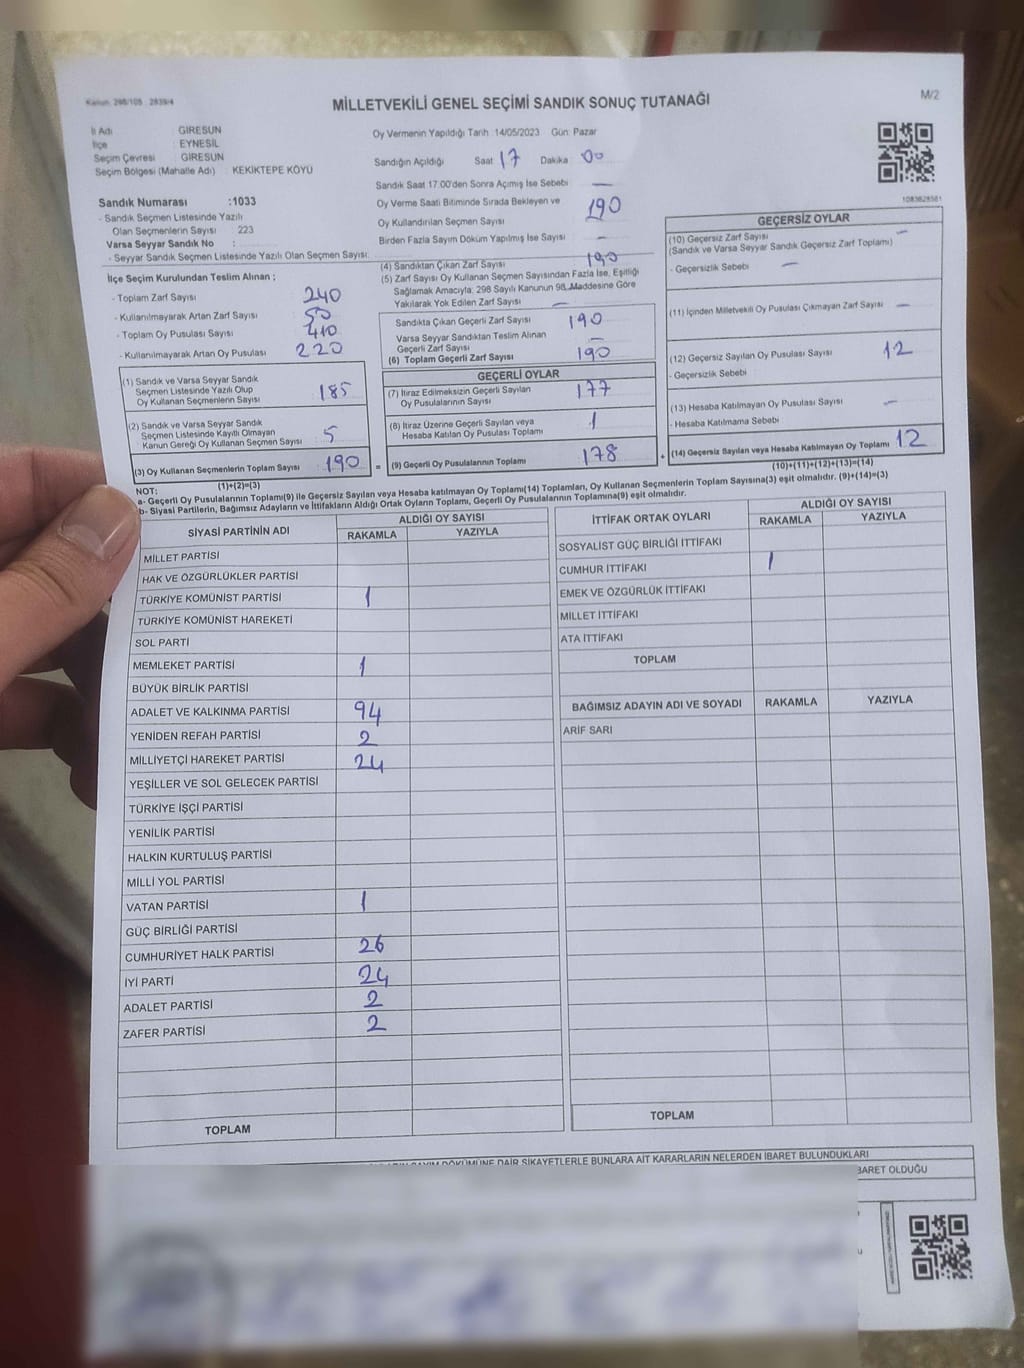 Kanun: 298/105 , 2839/4
MİLLETVEKİLİ GENEL SEÇİMİ SANDIK SONUÇ TUTANAĞI
M/2
İl Adı : GİRESUN
İlçe : EYNESİL
Seçim Çevresi : GİRESUN
Seçim Bölgesi (Mahalle Adı) : KEKİKTEPE KÖYÜ
Sandık Numarası :1033
- Sandık Seçmen Listesinde Yazılı
Olan Seçmenlerin Sayısı 223
Varsa Seyyar Sandık No :
- Seyyar Sandık Seçmen Listesinde Yazılı Olan Seçmen Sayısı:
Oy Vermenin Yapıldığı Tarih :14/05/2023 Gün: Pazar
Sandığın Açıldığı Saat 17 Dakika 00
Sandık Saat 17.00'den Sonra Açımış İse Sebebi —
Oy Verme Saati Bitiminde Sırada Bekleyen ve
Oy Kullandırılan Seçmen Sayısı 190
Birden Fazla Sayım Döküm Yapılmış İse Sayısı —
1083628581
İlçe Seçim Kurulundan Teslim Alınan ;
- Toplam Zarf Sayısı 240
- Kullanılmayarak Artan Zarf Sayısı 50
- Toplam Oy Pusulası Sayısı 410
- Kullanılmayarak Artan Oy Pusulası 220
(4) Sandıktan Çıkan Zarf Sayısı 190
(5) Zarf Sayısı Oy Kullanan Seçmen Sayısından Fazla İse, Eşitliği
Sağlamak Amacıyla; 298 Sayılı Kanunun 98. Maddesine Göre
Yakılarak Yok Edilen Zarf Sayısı —
Sandıkta Çıkan Geçerli Zarf Sayısı 190
Varsa Seyyar Sandıktan Teslim Alınan
Geçerli Zarf Sayısı —
(6) Toplam Geçerli Zarf Sayısı 190
GEÇERSİZ OYLAR
(10) Geçersiz Zarf Sayısı —
(Sandık ve Varsa Seyyar Sandık Geçersiz Zarf Toplamı)
- Geçersizlik Sebebi —
(11) İçinden Milletvekili Oy Pusulası Çıkmayan Zarf Sayısı —
(12) Geçersiz Sayılan Oy Pusulası Sayısı 12
- Geçersizlik Sebebi
(13) Hesaba Katılmayan Oy Pusulası Sayısı —
- Hesaba Katılmama Sebebi
(14) Geçersiz Sayılan veya Hesaba Katılmayan Oy Toplamı 12
(10)+(11)+(12)+(13)=(14)
(1) Sandık ve Varsa Seyyar Sandık
Seçmen Listesinde Yazılı Olup
Oy Kullanan Seçmenlerin Sayısı 185
(2) Sandık ve Varsa Seyyar Sandık
Seçmen Listesinde Kayıtlı Olmayan
Kanun Gereği Oy Kullanan Seçmen Sayısı 5
(3) Oy Kullanan Seçmenlerin Toplam Sayısı 190 =
(1)+(2)=(3)
GEÇERLİ OYLAR
(7) İtiraz Edilmeksizin Geçerli Sayılan
Oy Pusulalarının Sayısı 177
(8) İtiraz Üzerine Geçerli Sayılan veya
Hesaba Katılan Oy Pusulası Toplamı 1
(9) Geçerli Oy Pusulalarının Toplamı 178 +
NOT:
a- Geçerli Oy Pusulalarının Toplamı(9) ile Geçersiz Sayılan veya Hesaba katılmayan Oy Toplamı(14) Toplamları, Oy Kullanan Seçmenlerin Toplam Sayısına(3) eşit olmalıdır. (9)+(14)=(3)
b- Siyasi Partilerin, Bağımsız Adayların ve İttifakların Aldığı Ortak Oyların Toplamı, Geçerli Oy Pusulalarının Toplamına(9) eşit olmalıdır.
SİYASİ PARTİNİN ADI ALDIĞI OY SAYISI
RAKAMLA YAZIYLA
MİLLET PARTİSİ
HAK VE ÖZGÜRLÜKLER PARTİSİ
TÜRKİYE KOMÜNİST PARTİSİ 1
TÜRKİYE KOMÜNİST HAREKETİ
SOL PARTİ
MEMLEKET PARTİSİ 1
BÜYÜK BİRLİK PARTİSİ
ADALET VE KALKINMA PARTİSİ 94
YENİDEN REFAH PARTİSİ 2
MİLLİYETÇİ HAREKET PARTİSİ 24
YEŞİLLER VE SOL GELECEK PARTİSİ
TÜRKİYE İŞÇİ PARTİSİ
YENİLİK PARTİSİ
HALKIN KURTULUŞ PARTİSİ
MİLLİ YOL PARTİSİ
VATAN PARTİSİ 1
GÜÇ BİRLİĞİ PARTİSİ
CUMHURİYET HALK PARTİSİ 26
İYİ PARTİ 24
ADALET PARTİSİ 2
ZAFER PARTİSİ 2
TOPLAM
İTTİFAK ORTAK OYLARI ALDIĞI OY SAYISI
RAKAMLA YAZIYLA
SOSYALİST GÜÇ BİRLİĞİ İTTİFAKI
CUMHUR İTTİFAKI 1
EMEK VE ÖZGÜRLÜK İTTİFAKI
MİLLET İTTİFAKI
ATA İTTİFAKI
TOPLAM
BAĞIMSIZ ADAYIN ADI VE SOYADI RAKAMLA YAZIYLA
ARİF SARI
TOPLAM
DÖKÜMÜNE DAİR ŞİKAYETLERLE BUNLARA AİT KARARLARIN NELERDEN İBARET BULUNDUKLARI
BARET OLDUĞU